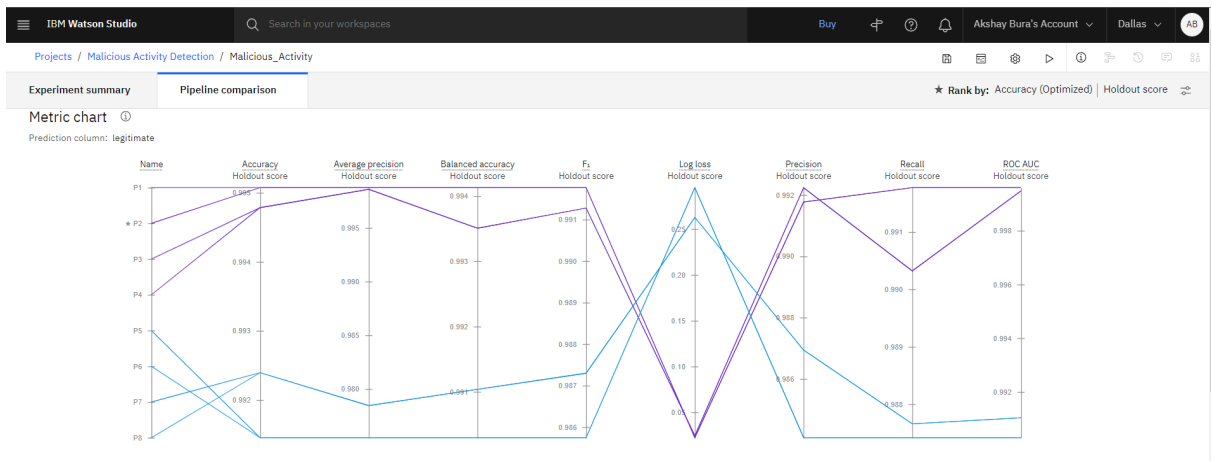 IBM Watson Studio
Search in your workspaces
Buy
Akshay Bura's Account
Dallas
AB
Projects / Malicious Activity Detection / Malicious_Activity
Experiment summary
Pipeline comparison
★ Rank by: Accuracy (Optimized) | Holdout score
Metric chart
Prediction column: legitimate
Name Accuracy Average precision Balanced accuracy F₁ Log loss Precision Recall ROC AUC
Holdout score Holdout score Holdout score Holdout score Holdout score Holdout score Holdout score Holdout score
P1
★ P2
P3
P4
P5
P6
P7
P8
0.995
0.994
0.993
0.992
0.995
0.990
0.985
0.980
0.994
0.993
0.992
0.991
0.991
0.990
0.989
0.988
0.987
0.986
0.25
0.20
0.15
0.10
0.05
0.992
0.990
0.988
0.986
0.991
0.990
0.989
0.988
0.998
0.996
0.994
0.992